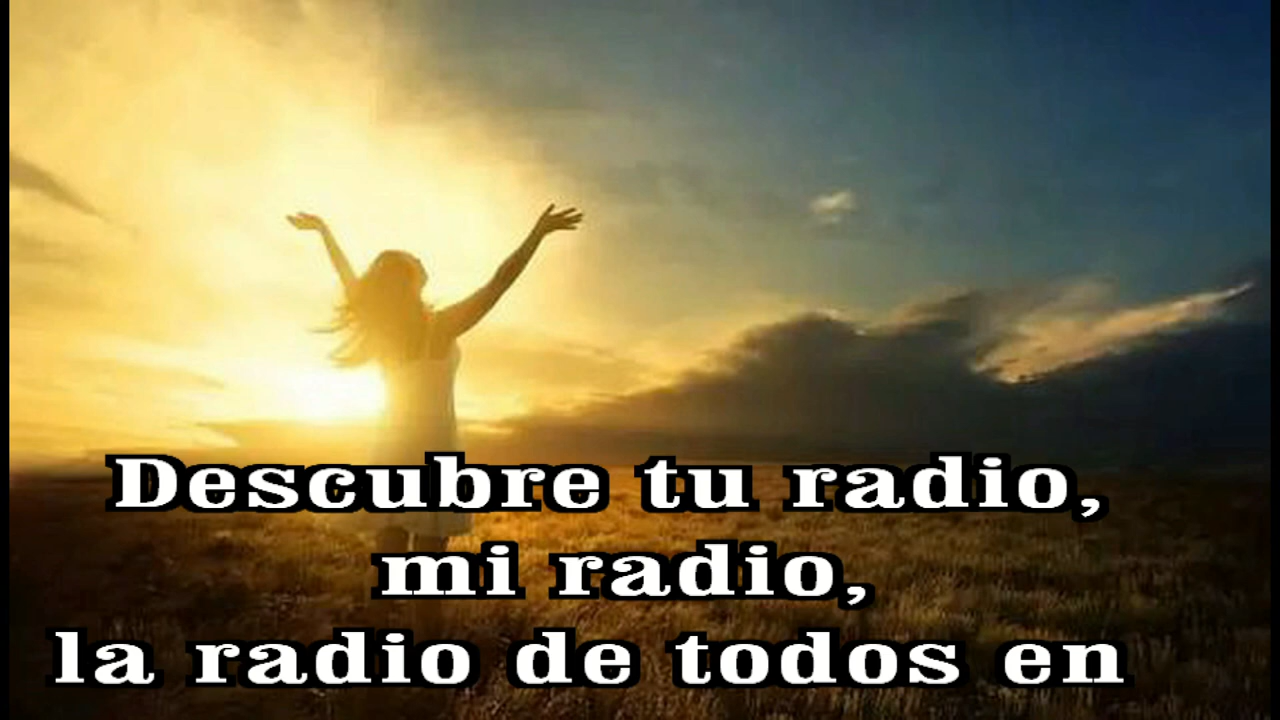 Descubre tu radio,
mi radio,
la radio de todos en